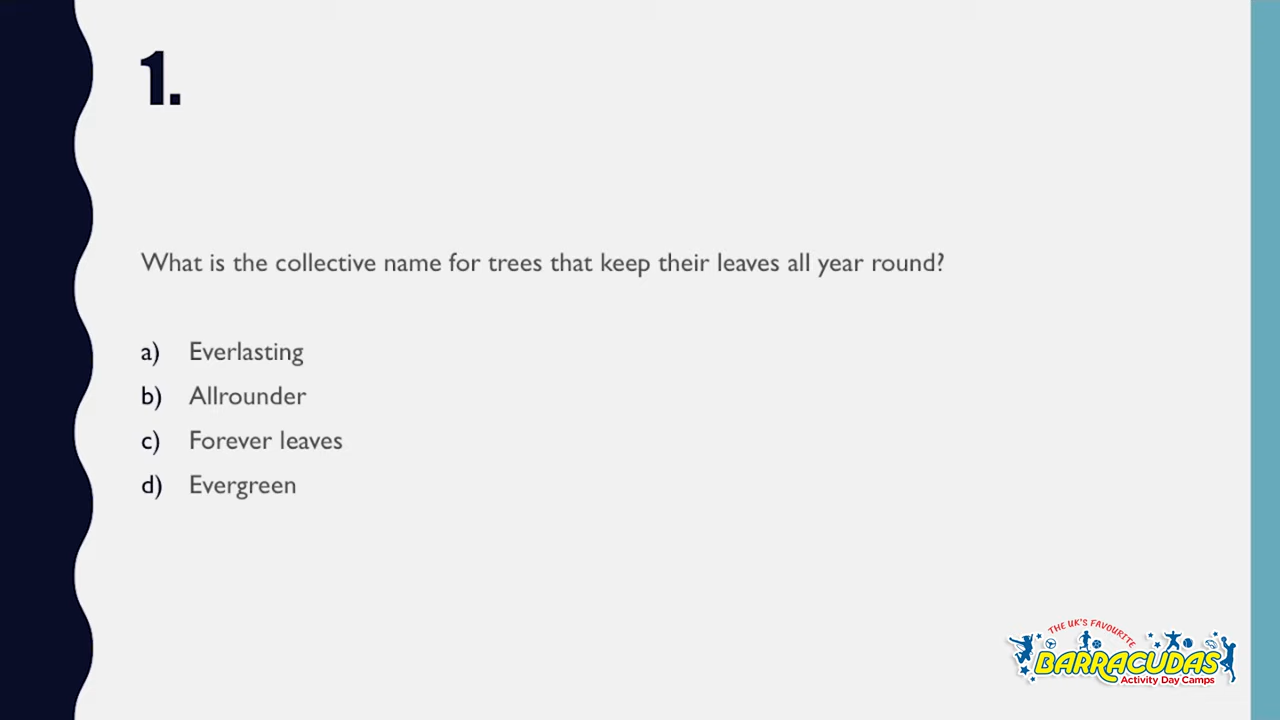 1.
What is the collective name for trees that keep their leaves all year round?
a) Everlasting
b) Allrounder
c) Forever leaves
d) Evergreen
THE UK'S FAVOURITE
BARRACUDAS
Activity Day Camps